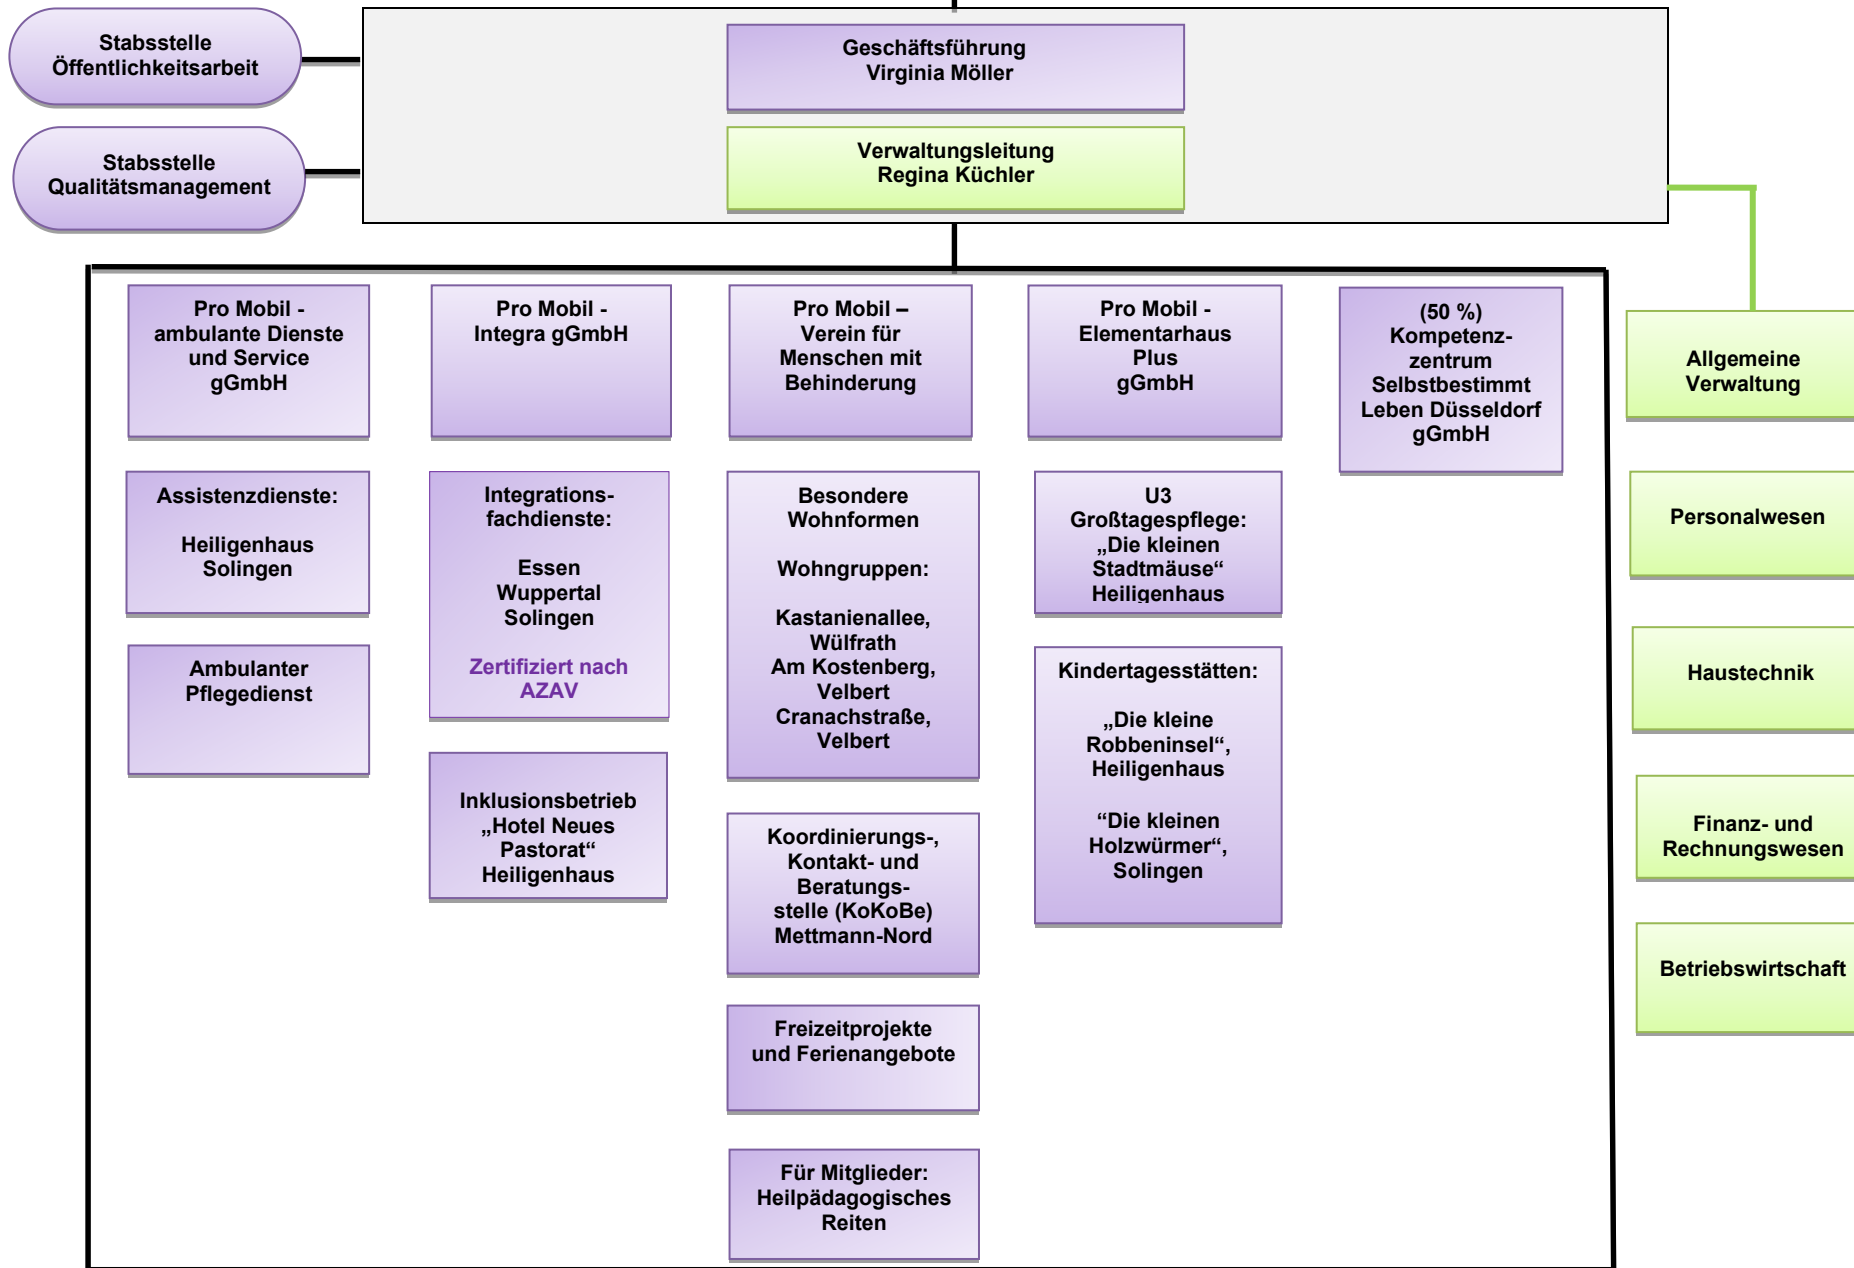 Stabsstelle
Öffentlichkeitsarbeit
Geschäftsführung
Virginia Möller
Stabsstelle
Qualitätsmanagement
Verwaltungsleitung
Regina Küchler
Pro Mobil -
ambulante Dienste
und Service
gGmbH
Assistenzdienste:
Heiligenhaus
Solingen
Ambulanter
Pflegedienst
Pro Mobil -
Integra gGmbH
Integrations-
fachdienste:
Essen
Wuppertal
Solingen
Zertifiziert nach
AZAV
Inklusionsbetrieb
„Hotel Neues
Pastorat“
Heiligenhaus
Pro Mobil –
Verein für
Menschen mit
Behinderung
Besondere
Wohnformen
Wohngruppen:
Kastanienallee,
Wülfrath
Am Kostenberg,
Velbert
Cranachstraße,
Velbert
Koordinierungs-,
Kontakt- und
Beratungs-
stelle (KoKoBe)
Mettmann-Nord
Freizeitprojekte
und Ferienangebote
Für Mitglieder:
Heilpädagogisches
Reiten
Pro Mobil -
Elementarhaus
Plus
gGmbH
U3
Großtagespflege:
„Die kleinen
Stadtmäuse“
Heiligenhaus
Kindertagesstätten:
„Die kleine
Robbeninsel“,
Heiligenhaus
“Die kleinen
Holzwürmer“,
Solingen
(50 %)
Kompetenz-
zentrum
Selbstbestimmt
Leben Düsseldorf
gGmbH
Allgemeine
Verwaltung
Personalwesen
Haustechnik
Finanz- und
Rechnungswesen
Betriebswirtschaft